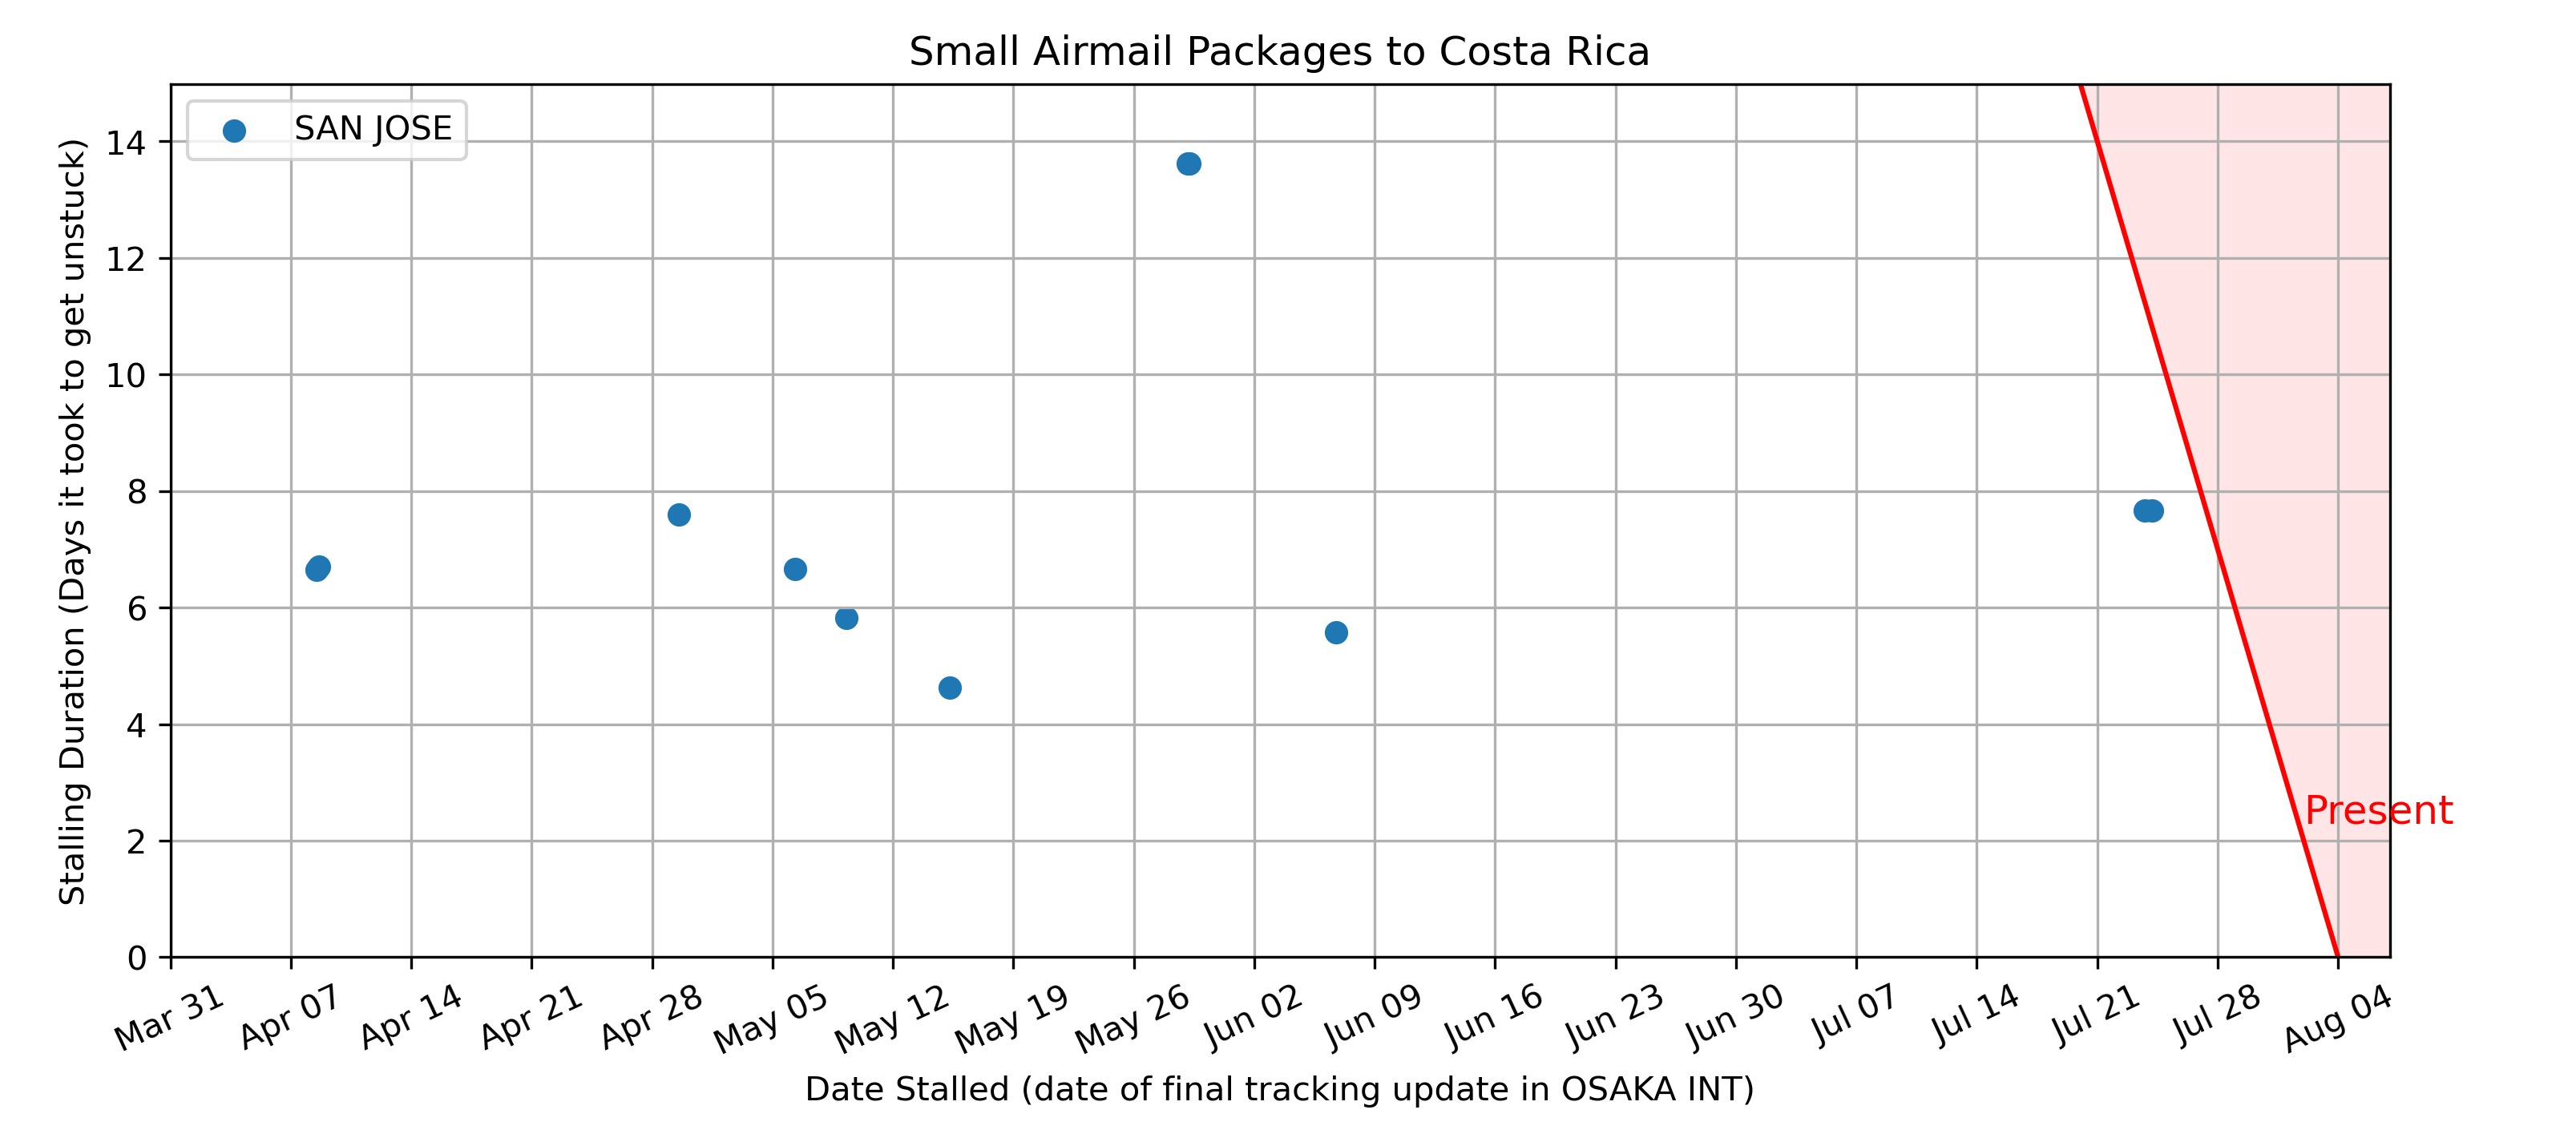 Small Airmail Packages to Costa Rica
SAN JOSE
Stalling Duration (Days it took to get unstuck)
14
12
10
8
6
4
2
0
Present
Mar 31 Apr 07 Apr 14 Apr 21 Apr 28 May 05 May 12 May 19 May 26 Jun 02 Jun 09 Jun 16 Jun 23 Jun 30 Jul 07 Jul 14 Jul 21 Jul 28 Aug 04
Date Stalled (date of final tracking update in OSAKA INT)